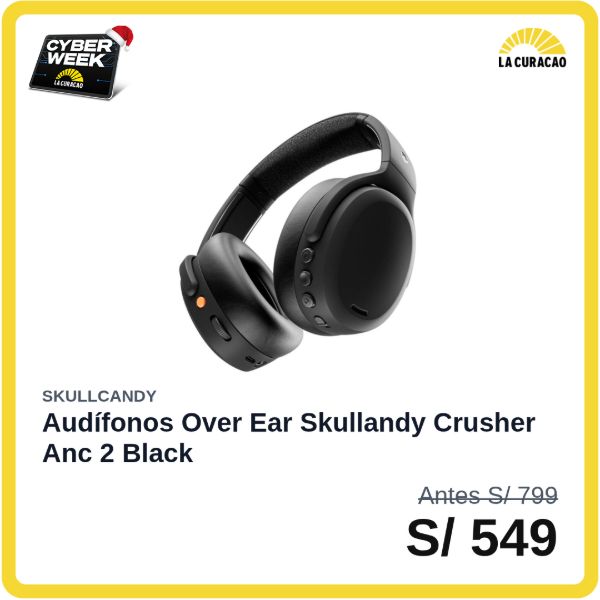 CYBER
WEEK
LA CURACAO
LA CURACAO
SKULLCANDY
Audífonos Over Ear Skullandy Crusher
Anc 2 Black
Antes S/ 799
S/ 549